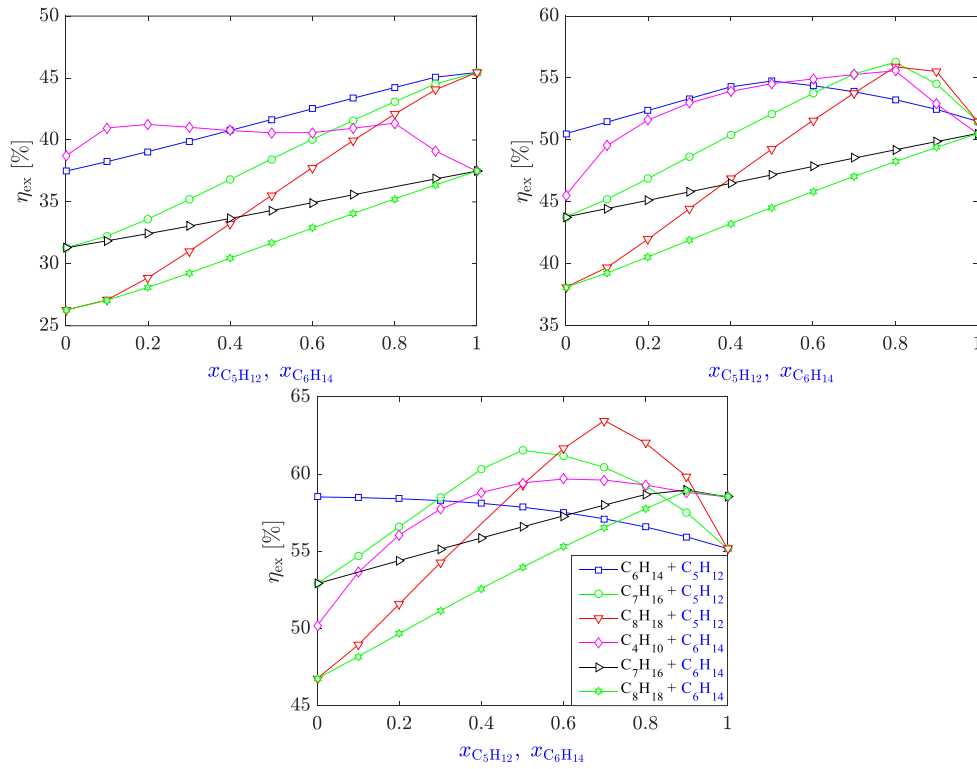 50
45
40
35
30
25
η_ex [%]
0 0.2 0.4 0.6 0.8 1
x_C₅H₁₂, x_C₆H₁₄
60
55
50
45
40
35
η_ex [%]
0 0.2 0.4 0.6 0.8 1
x_C₅H₁₂, x_C₆H₁₄
65
60
55
50
45
η_ex [%]
0 0.2 0.4 0.6 0.8 1
x_C₅H₁₂, x_C₆H₁₄
C₆H₁₄ + C₅H₁₂
C₇H₁₆ + C₅H₁₂
C₈H₁₈ + C₅H₁₂
C₄H₁₀ + C₆H₁₄
C₇H₁₆ + C₆H₁₄
C₈H₁₈ + C₆H₁₄